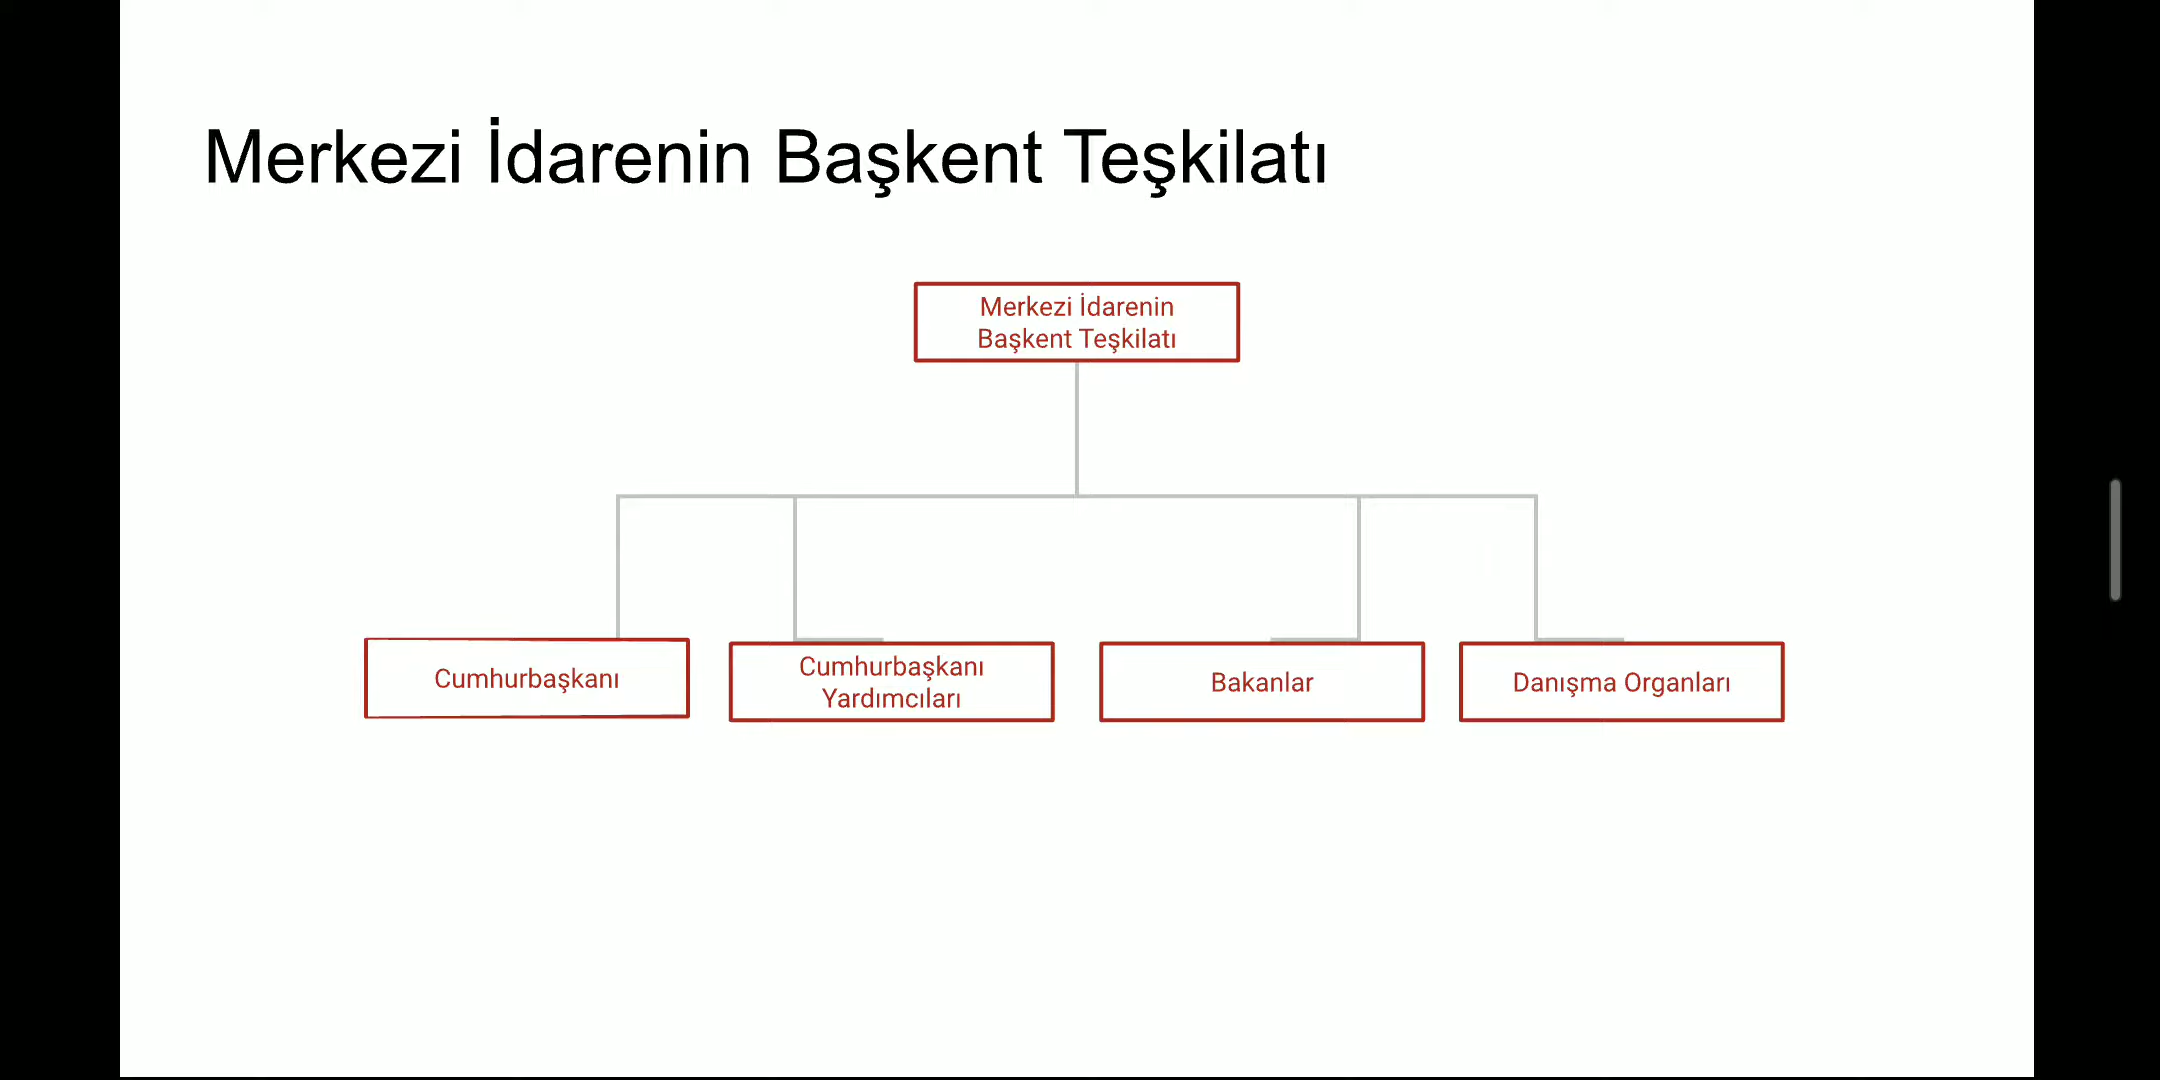 Merkezi İdarenin Başkent Teşkilatı
Merkezi İdarenin
Başkent Teşkilatı
Cumhurbaşkanı
Cumhurbaşkanı
Yardımcıları
Bakanlar
Danışma Organları